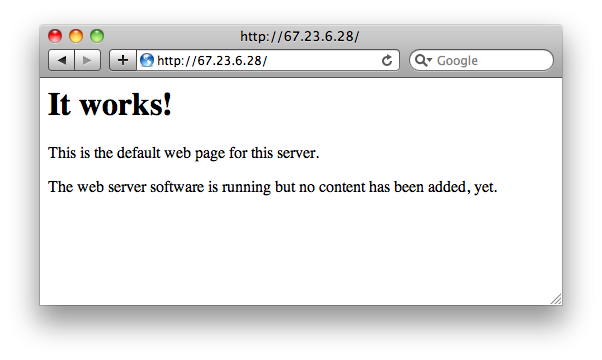 http://67.23.6.28/
http://67.23.6.28/ Google
It works!
This is the default web page for this server.
The web server software is running but no content has been added, yet.